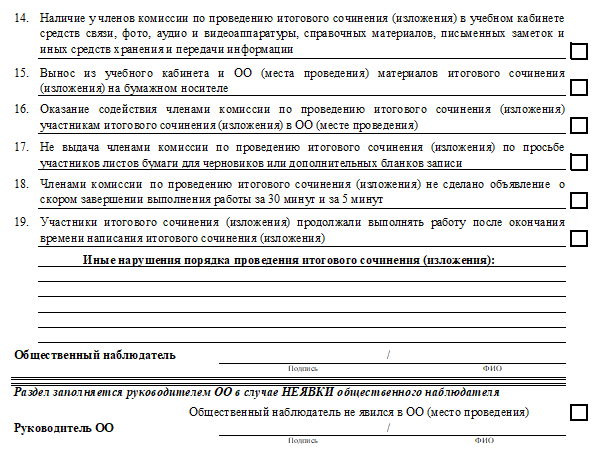 14. Наличие у членов комиссии по проведению итогового сочинения (изложения) в учебном кабинете
средств связи, фото, аудио и видеоаппаратуры, справочных материалов, письменных заметок и
иных средств хранения и передачи информации
15. Вынос из учебного кабинета и ОО (места проведения) материалов итогового сочинения
(изложения) на бумажном носителе
16. Оказание содействия членами комиссии по проведению итогового сочинения (изложения)
участникам итогового сочинения (изложения) в ОО (месте проведения)
17. Не выдача членами комиссии по проведению итогового сочинения (изложения) по просьбе
участников листов бумаги для черновиков или дополнительных бланков записи
18. Членами комиссии по проведению итогового сочинения (изложения) не сделано объявление о
скором завершении выполнения работы за 30 минут и за 5 минут
19. Участники итогового сочинения (изложения) продолжали выполнять работу после окончания
времени написания итогового сочинения (изложения)
Иные нарушения порядка проведения итогового сочинения (изложения):
Общественный наблюдатель /
Подпись ФИО
Раздел заполняется руководителем ОО в случае НЕЯВКИ общественного наблюдателя
Общественный наблюдатель не явился в ОО (место проведения)
Руководитель ОО /
Подпись ФИО